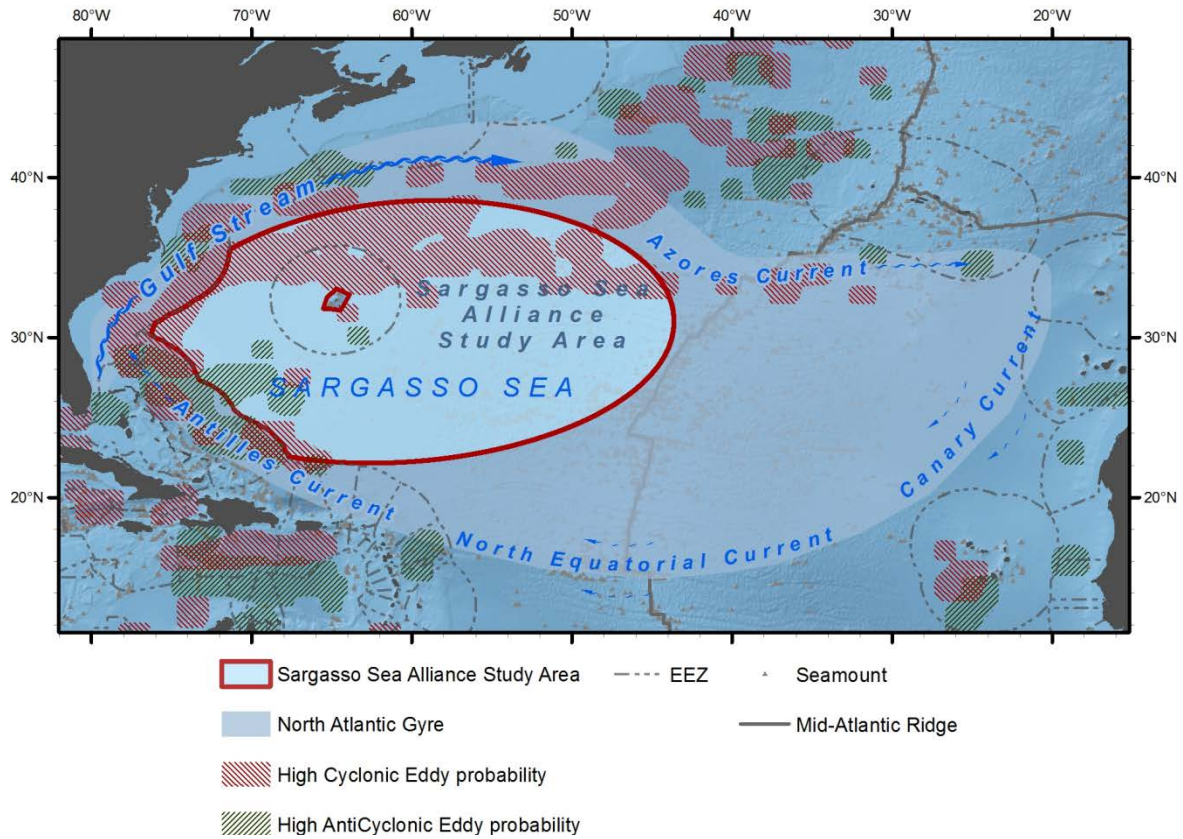 80°W 70°W 60°W 50°W 40°W 30°W 20°W
40°N 40°N
30°N 30°N
20°N 20°N
Gulf Stream
Azores Current
Sargasso Sea
Alliance
Study Area
SARGASSO SEA
Antilles Current
Canary Current
North Equatorial Current
80°W 70°W 60°W 50°W 40°W 30°W 20°W
Sargasso Sea Alliance Study Area EEZ Seamount
North Atlantic Gyre Mid-Atlantic Ridge
High Cyclonic Eddy probability
High AntiCyclonic Eddy probability